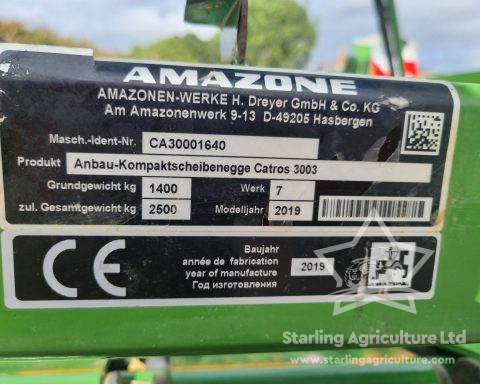 AMAZONE
AMAZONEN-WERKE H. Dreyer GmbH & Co. KG
Am Amazonenwerk 9-13 D-49205 Hasbergen
Masch.-Ident-Nr. CA30001640
Produkt Anbau-Kompaktscheibenegge Catros 3003
Grundgewicht kg 1400 Werk 7
zul. Gesamtgewicht kg 2500 Modelljahr 2019
CE
Baujahr
année de fabrication
year of manufacture
Год изготовления
2019
AMAZONE
Starling Agriculture Ltd
www.starlingagriculture.com